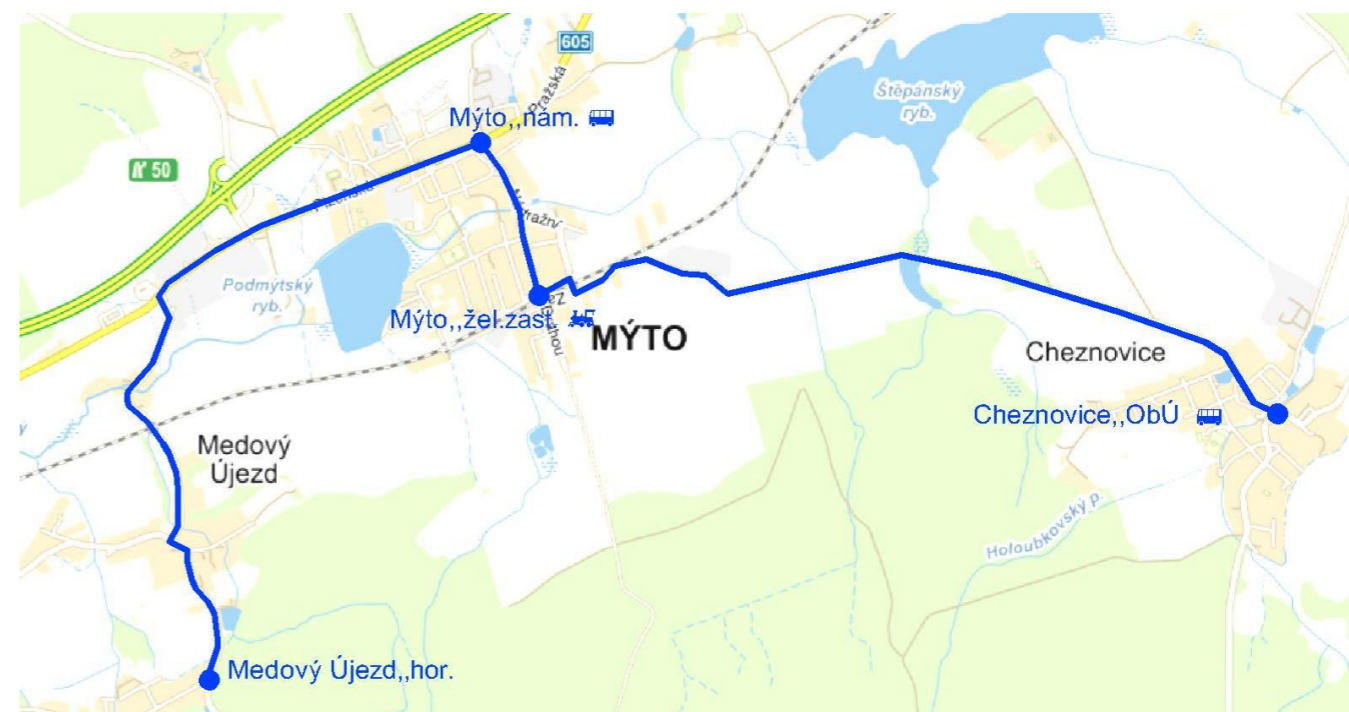 605
Pražská
Mýto,,nám.
Štěpánský
ryb.
50
Plzeňská
Nádražní
Podmýtský
ryb.
Mýto,,žel.zast.
MÝTO
Cheznovice
Cheznovice,,ObÚ
Medový
Újezd
Holoubkovský p.
Medový Újezd,,hor.